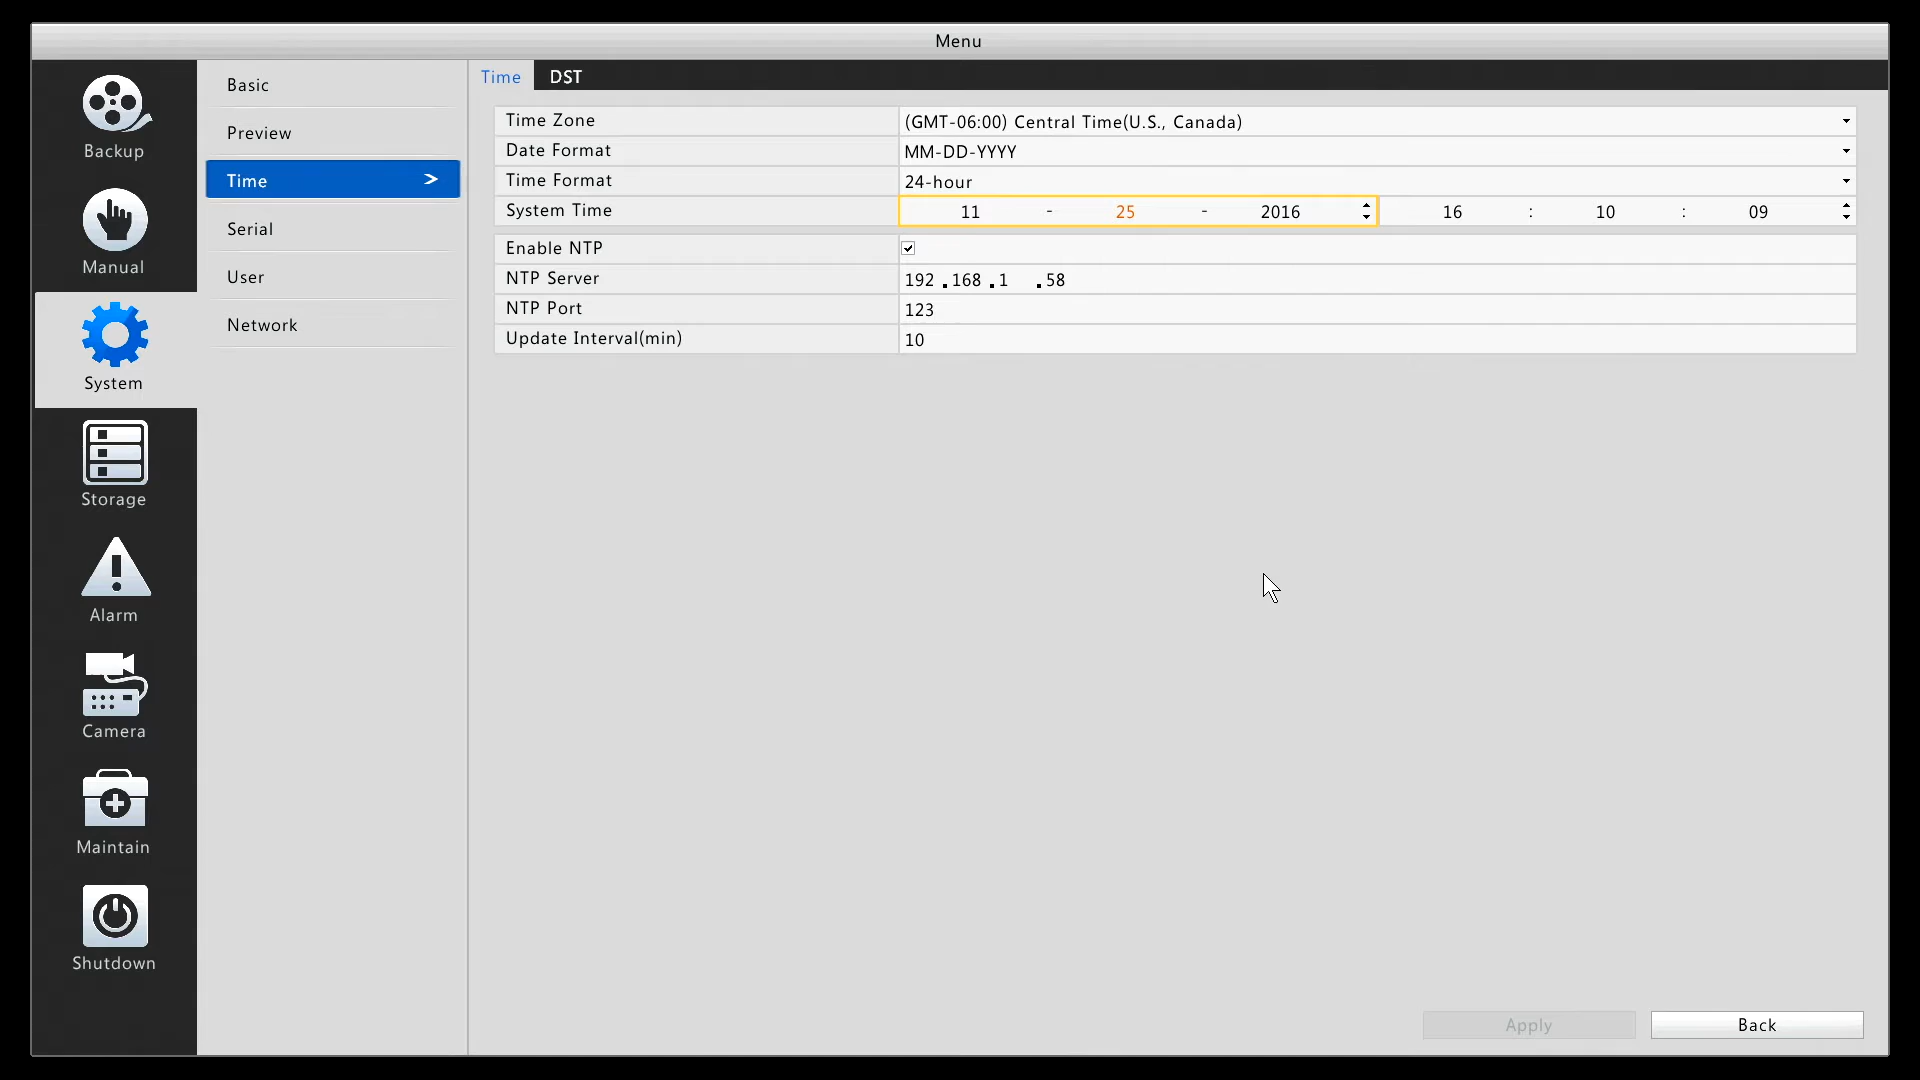 Menu
Backup
Manual
System
Storage
Alarm
Camera
Maintain
Shutdown
Basic
Preview
Time >
Serial
User
Network
Time DST
Time Zone (GMT-06:00) Central Time(U.S., Canada)
Date Format MM-DD-YYYY
Time Format 24-hour
System Time 11 - 25 - 2016 16 : 10 : 09
Enable NTP
NTP Server 192 .168 .1 .58
NTP Port 123
Update Interval(min) 10
Apply Back